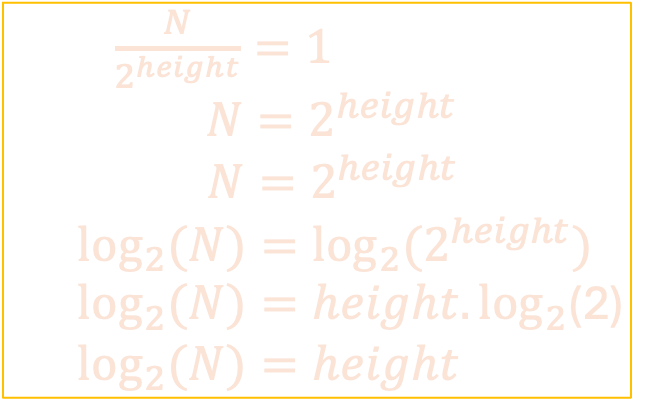 N/2^height = 1
N = 2^height
N = 2^height
log₂(N) = log₂(2^height)
log₂(N) = height.log₂(2)
log₂(N) = height